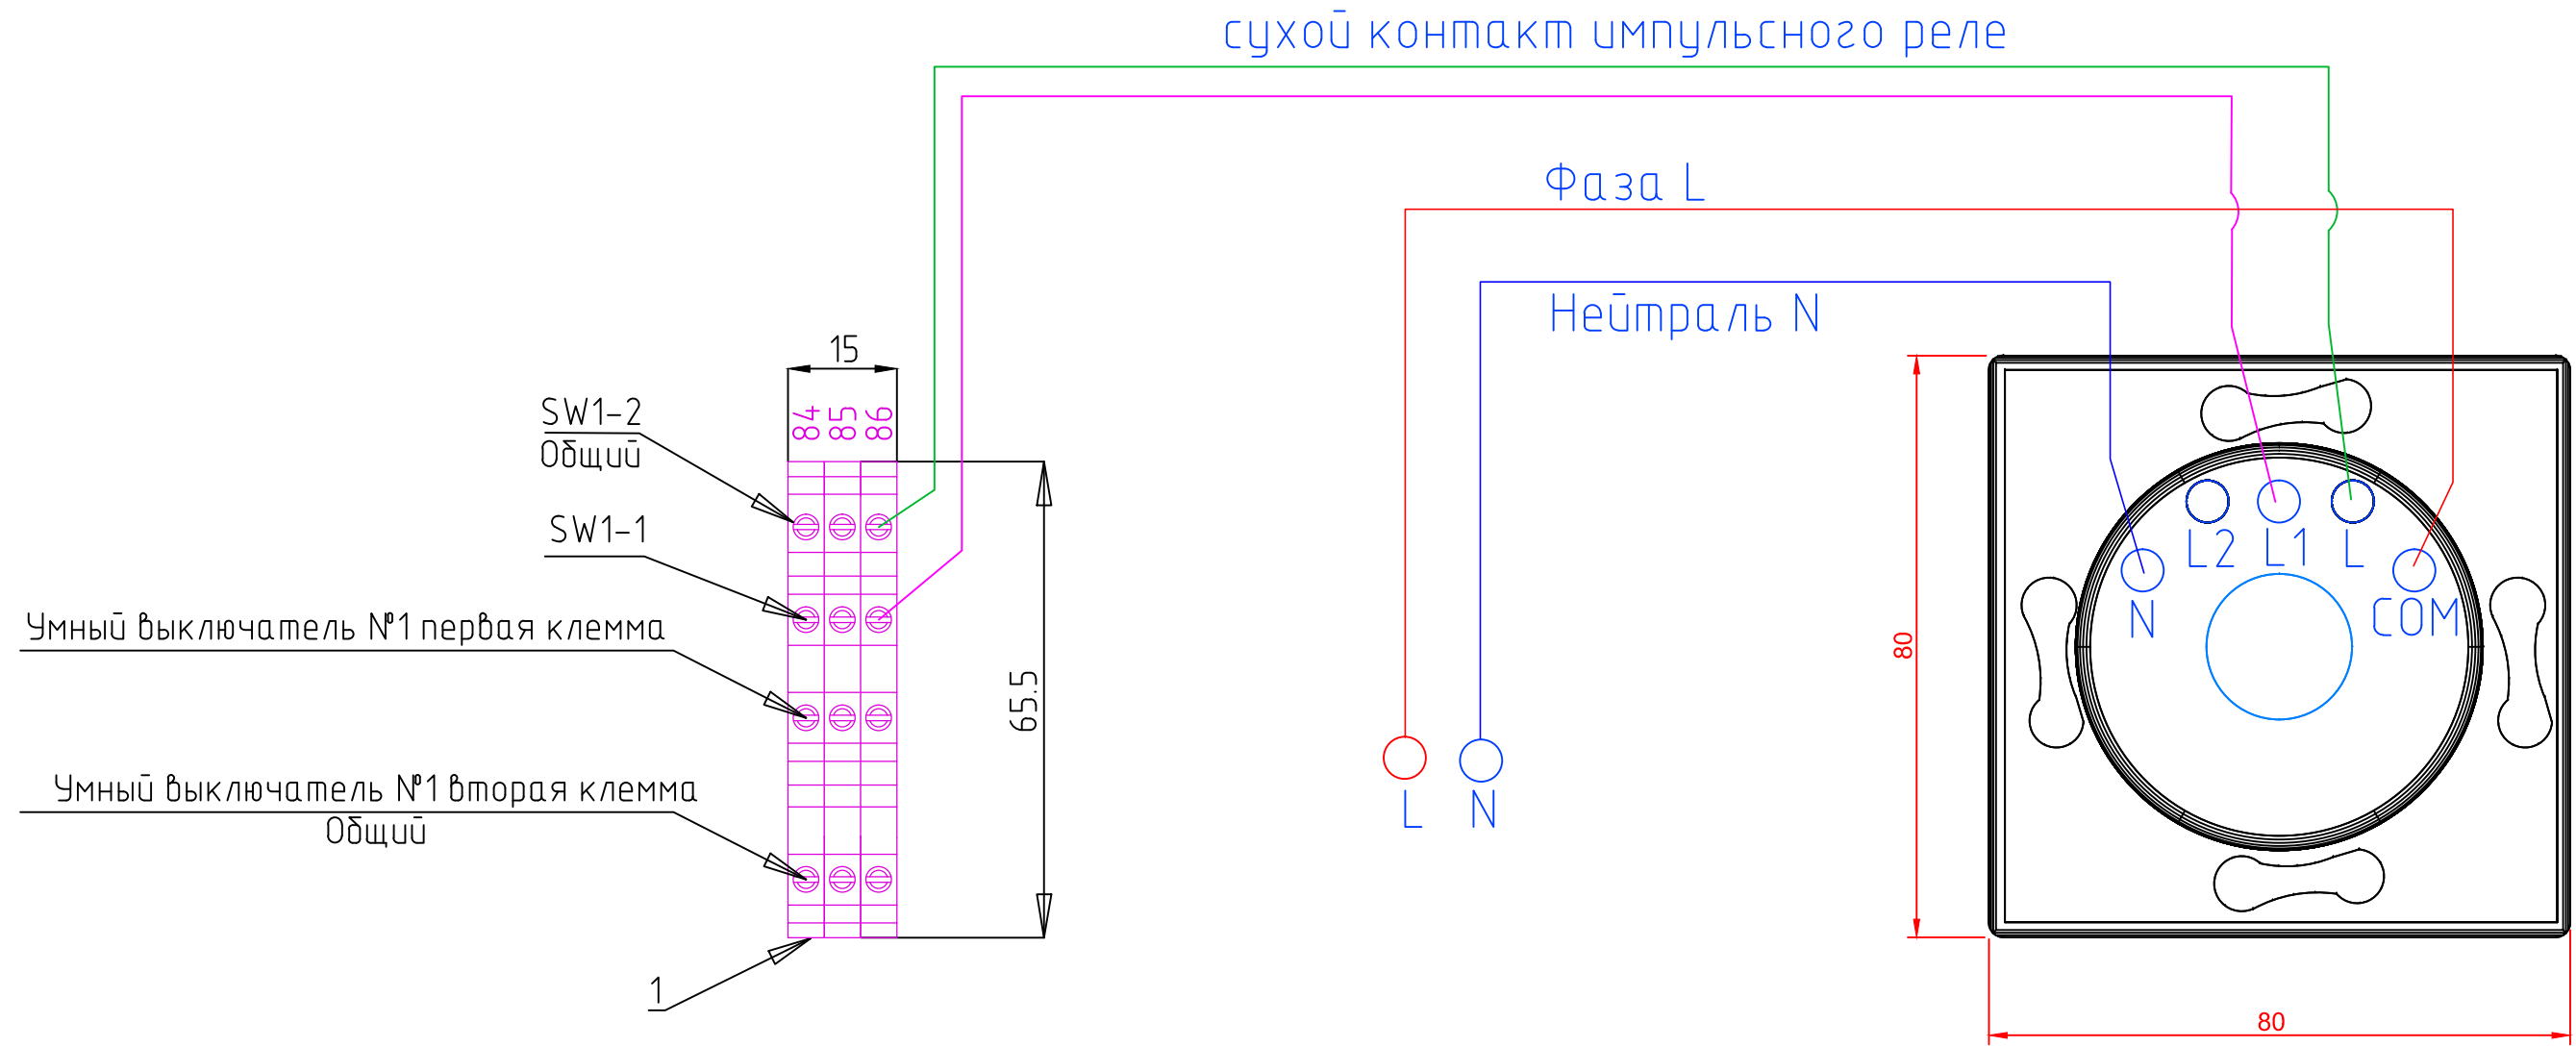 сухой контакт импульсного реле
Фаза L
Нейтраль N
15
84
85
86
SW1-2
Общий
SW1-1
Умный выключатель №1 первая клемма
Умный выключатель №1 вторая клемма
Общий
1
65.5
L
N
L2
L1
L
N
COM
80
80